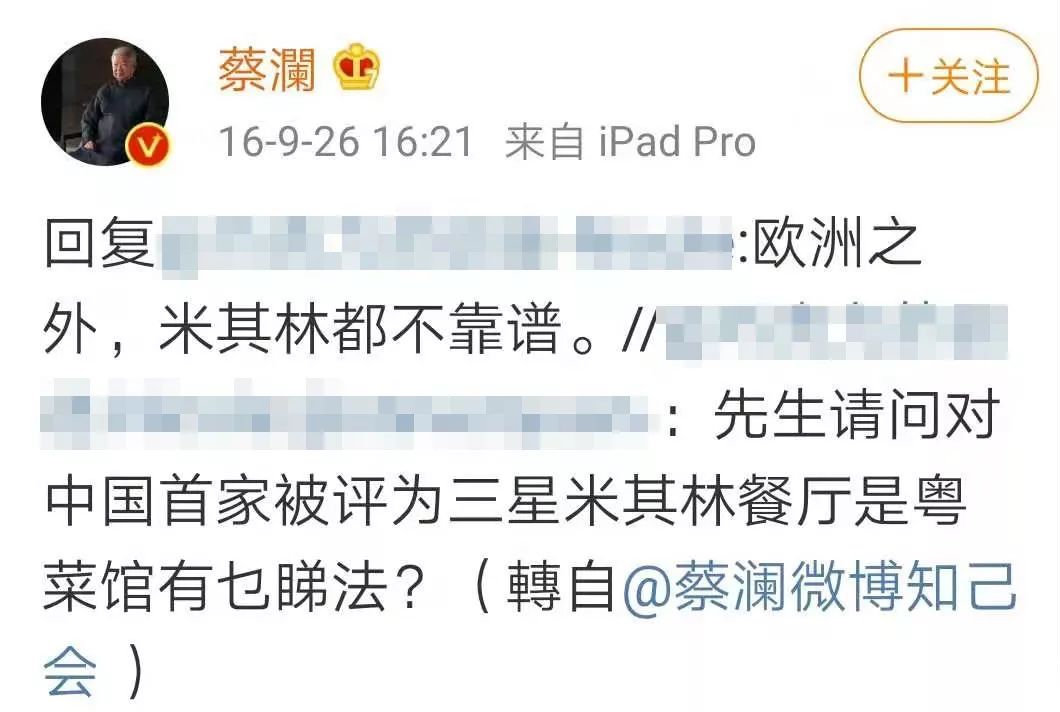 蔡瀾
+关注
16-9-26 16:21 来自 iPad Pro
回复:欧洲之
外，米其林都不靠谱。//
：先生请问对
中国首家被评为三星米其林餐厅是粤
菜馆有乜睇法？（轉自@蔡澜微博知己
会）